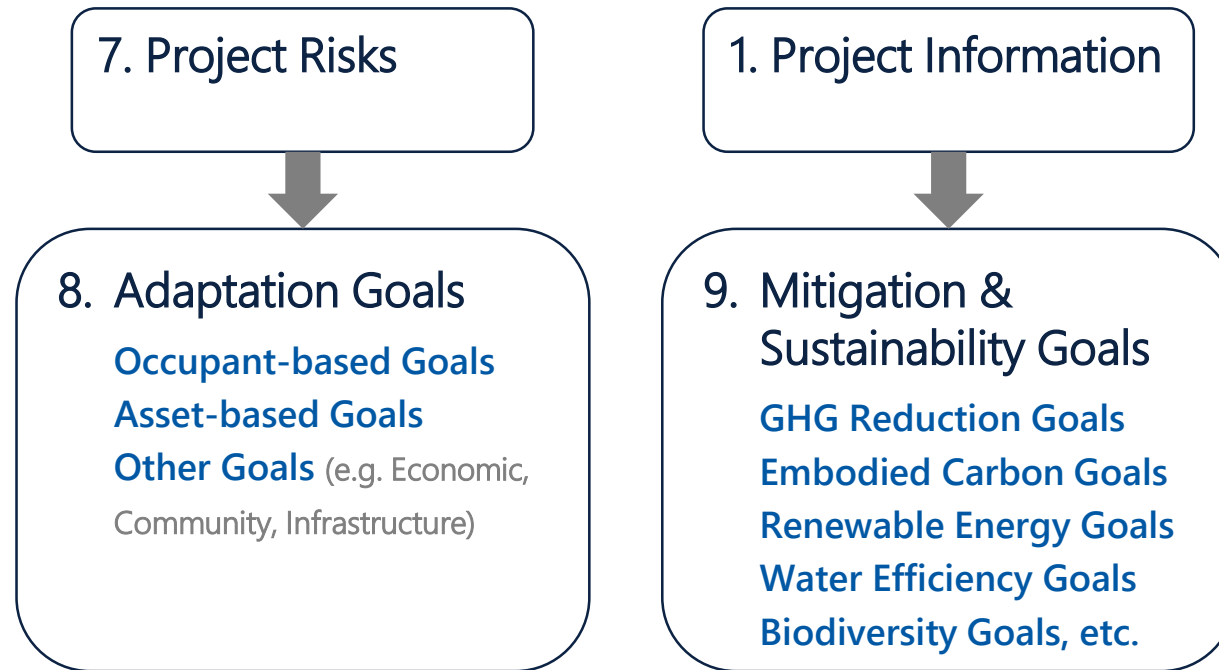 7. Project Risks
8. Adaptation Goals
Occupant-based Goals
Asset-based Goals
Other Goals (e.g. Economic,
Community, Infrastructure)
1. Project Information
9. Mitigation &
Sustainability Goals
GHG Reduction Goals
Embodied Carbon Goals
Renewable Energy Goals
Water Efficiency Goals
Biodiversity Goals, etc.